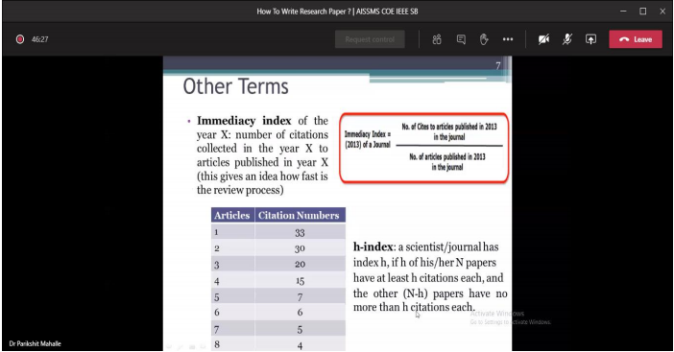 How To Write Research Paper ? | AISSMS COE IEEE SB
46:27
Request control
Leave
7
Other Terms
• Immediacy index of the
year X: number of citations
collected in the year X to
articles published in year X
(this gives an idea how fast is
the review process)
Immediacy Index =
(2013) of a Journal
No. of Cites to articles published in 2013
in the journal
No. of articles published in 2013
in the journal
Articles Citation Numbers
1 33
2 30
3 20
4 15
5 7
6 6
7 5
8 4
h-index: a scientist/journal has
index h, if h of his/her N papers
have at least h citations each, and
the other (N-h) papers have no
more than h citations each.
Activate Windows
Go to Settings to activate Windows.
Dr Parikshit Mahalle